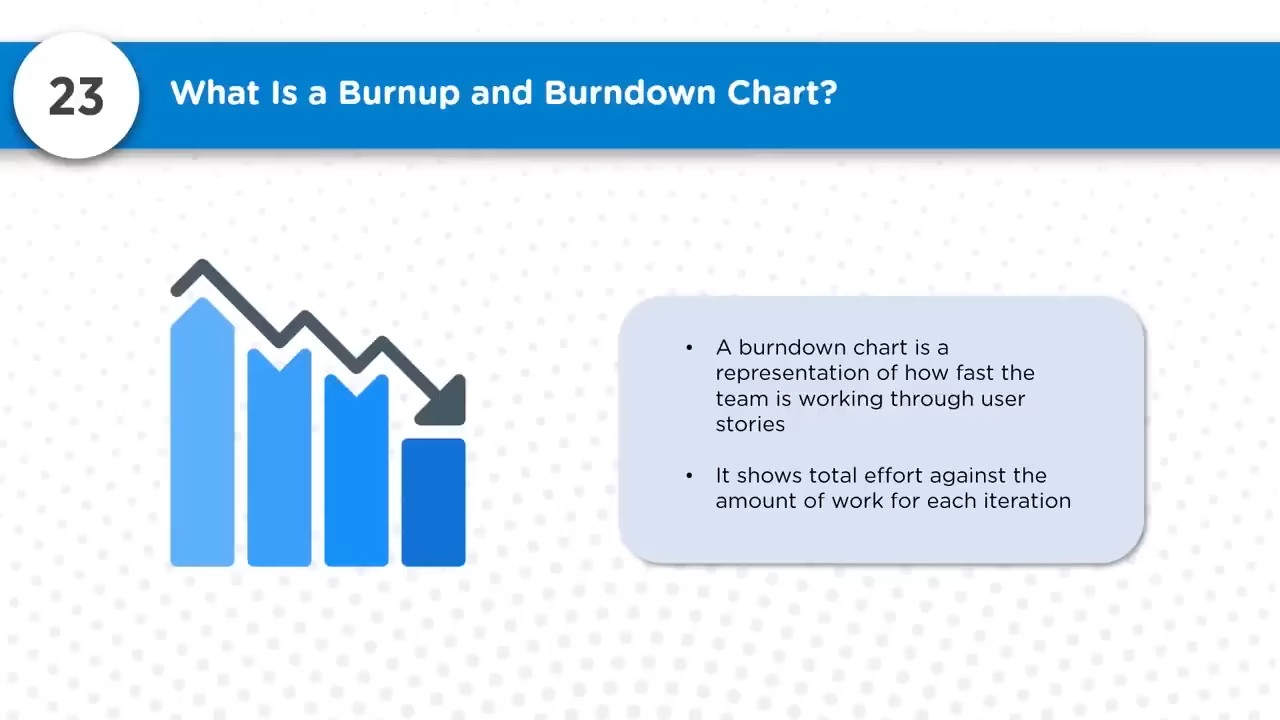 23
What Is a Burnup and Burndown Chart?
• A burndown chart is a
representation of how fast the
team is working through user
stories
• It shows total effort against the
amount of work for each iteration